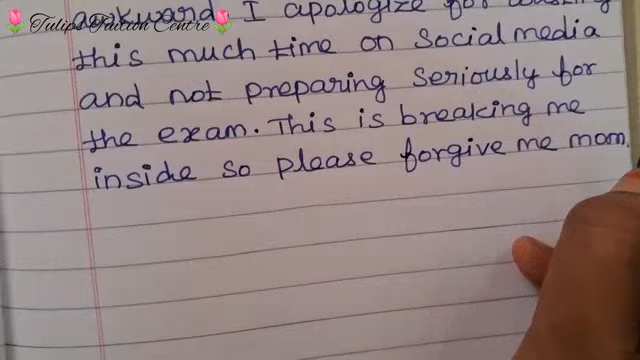 Tulips Tuition Centre
awkward. I apologize for
this much time on Social media
and not preparing seriously for
the exam. This is breaking me
inside so please forgive me mom.